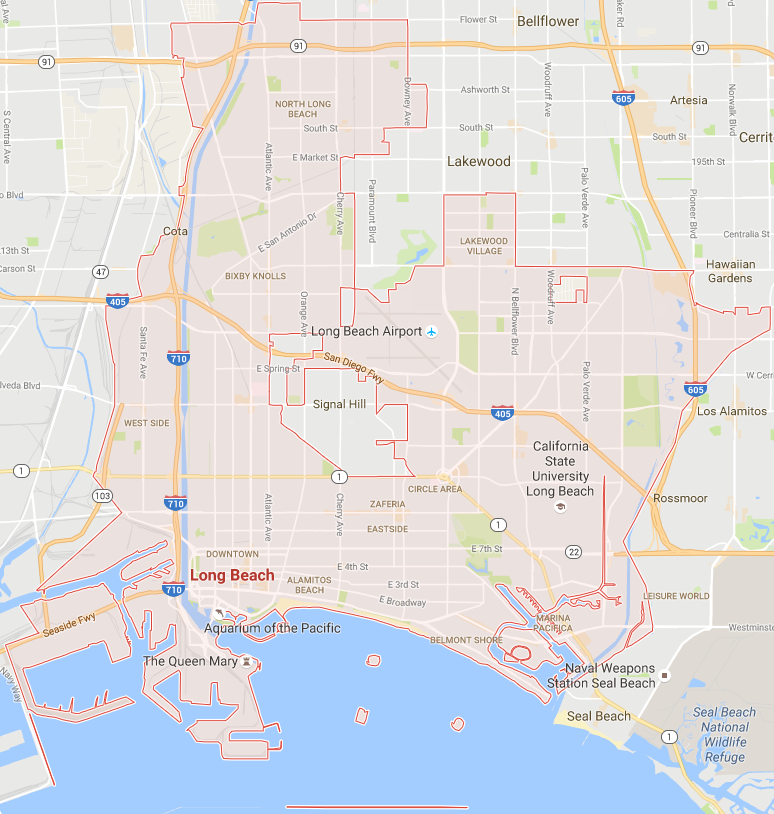 Flower St
Bellflower
91
91
91
Ashworth St
Woodruff Ave
605
Artesia
Norwalk Blvd
Downey Ave
NORTH LONG
BEACH
South St
South St
South St
S Central Ave
E Market St
Atlantic Ave
Lakewood
195th St
Cerrit
Paramount Blvd
Cherry Ave
Palo Verde Ave
Pioneer Blvd
o Blvd
Cota
E San Antonio Dr
LAKEWOOD
VILLAGE
Centralia St
13th St
Carson St
47
BIXBY KNOLLS
Hawaiian
Gardens
405
Orange Ave
N Bellflower Blvd
Woodruff Ave
Long Beach Airport
Santa Fe Ave
710
E Spring St
San Diego Fwy
Palo Verde Ave
W Cerr
lveda Blvd
605
Signal Hill
405
Los Alamitos
WEST SIDE
California
State
University
Long Beach
1
1
103
CIRCLE AREA
Rossmoor
710
Atlantic Ave
Cherry Ave
ZAFERIA
EASTSIDE
1
E 7th St
22
DOWNTOWN
Long Beach
E 4th St
ALAMITOS
BEACH
E 3rd St
E Broadway
710
LEISURE WORLD
Seaside Fwy
Aquarium of the Pacific
MARINA
PACIFICA
Westminste
BELMONT SHORE
The Queen Mary
Naval Weapons
Station Seal Beach
Navy Way
Seal Beach
Seal Beach
National
Wildlife
Refuge
1